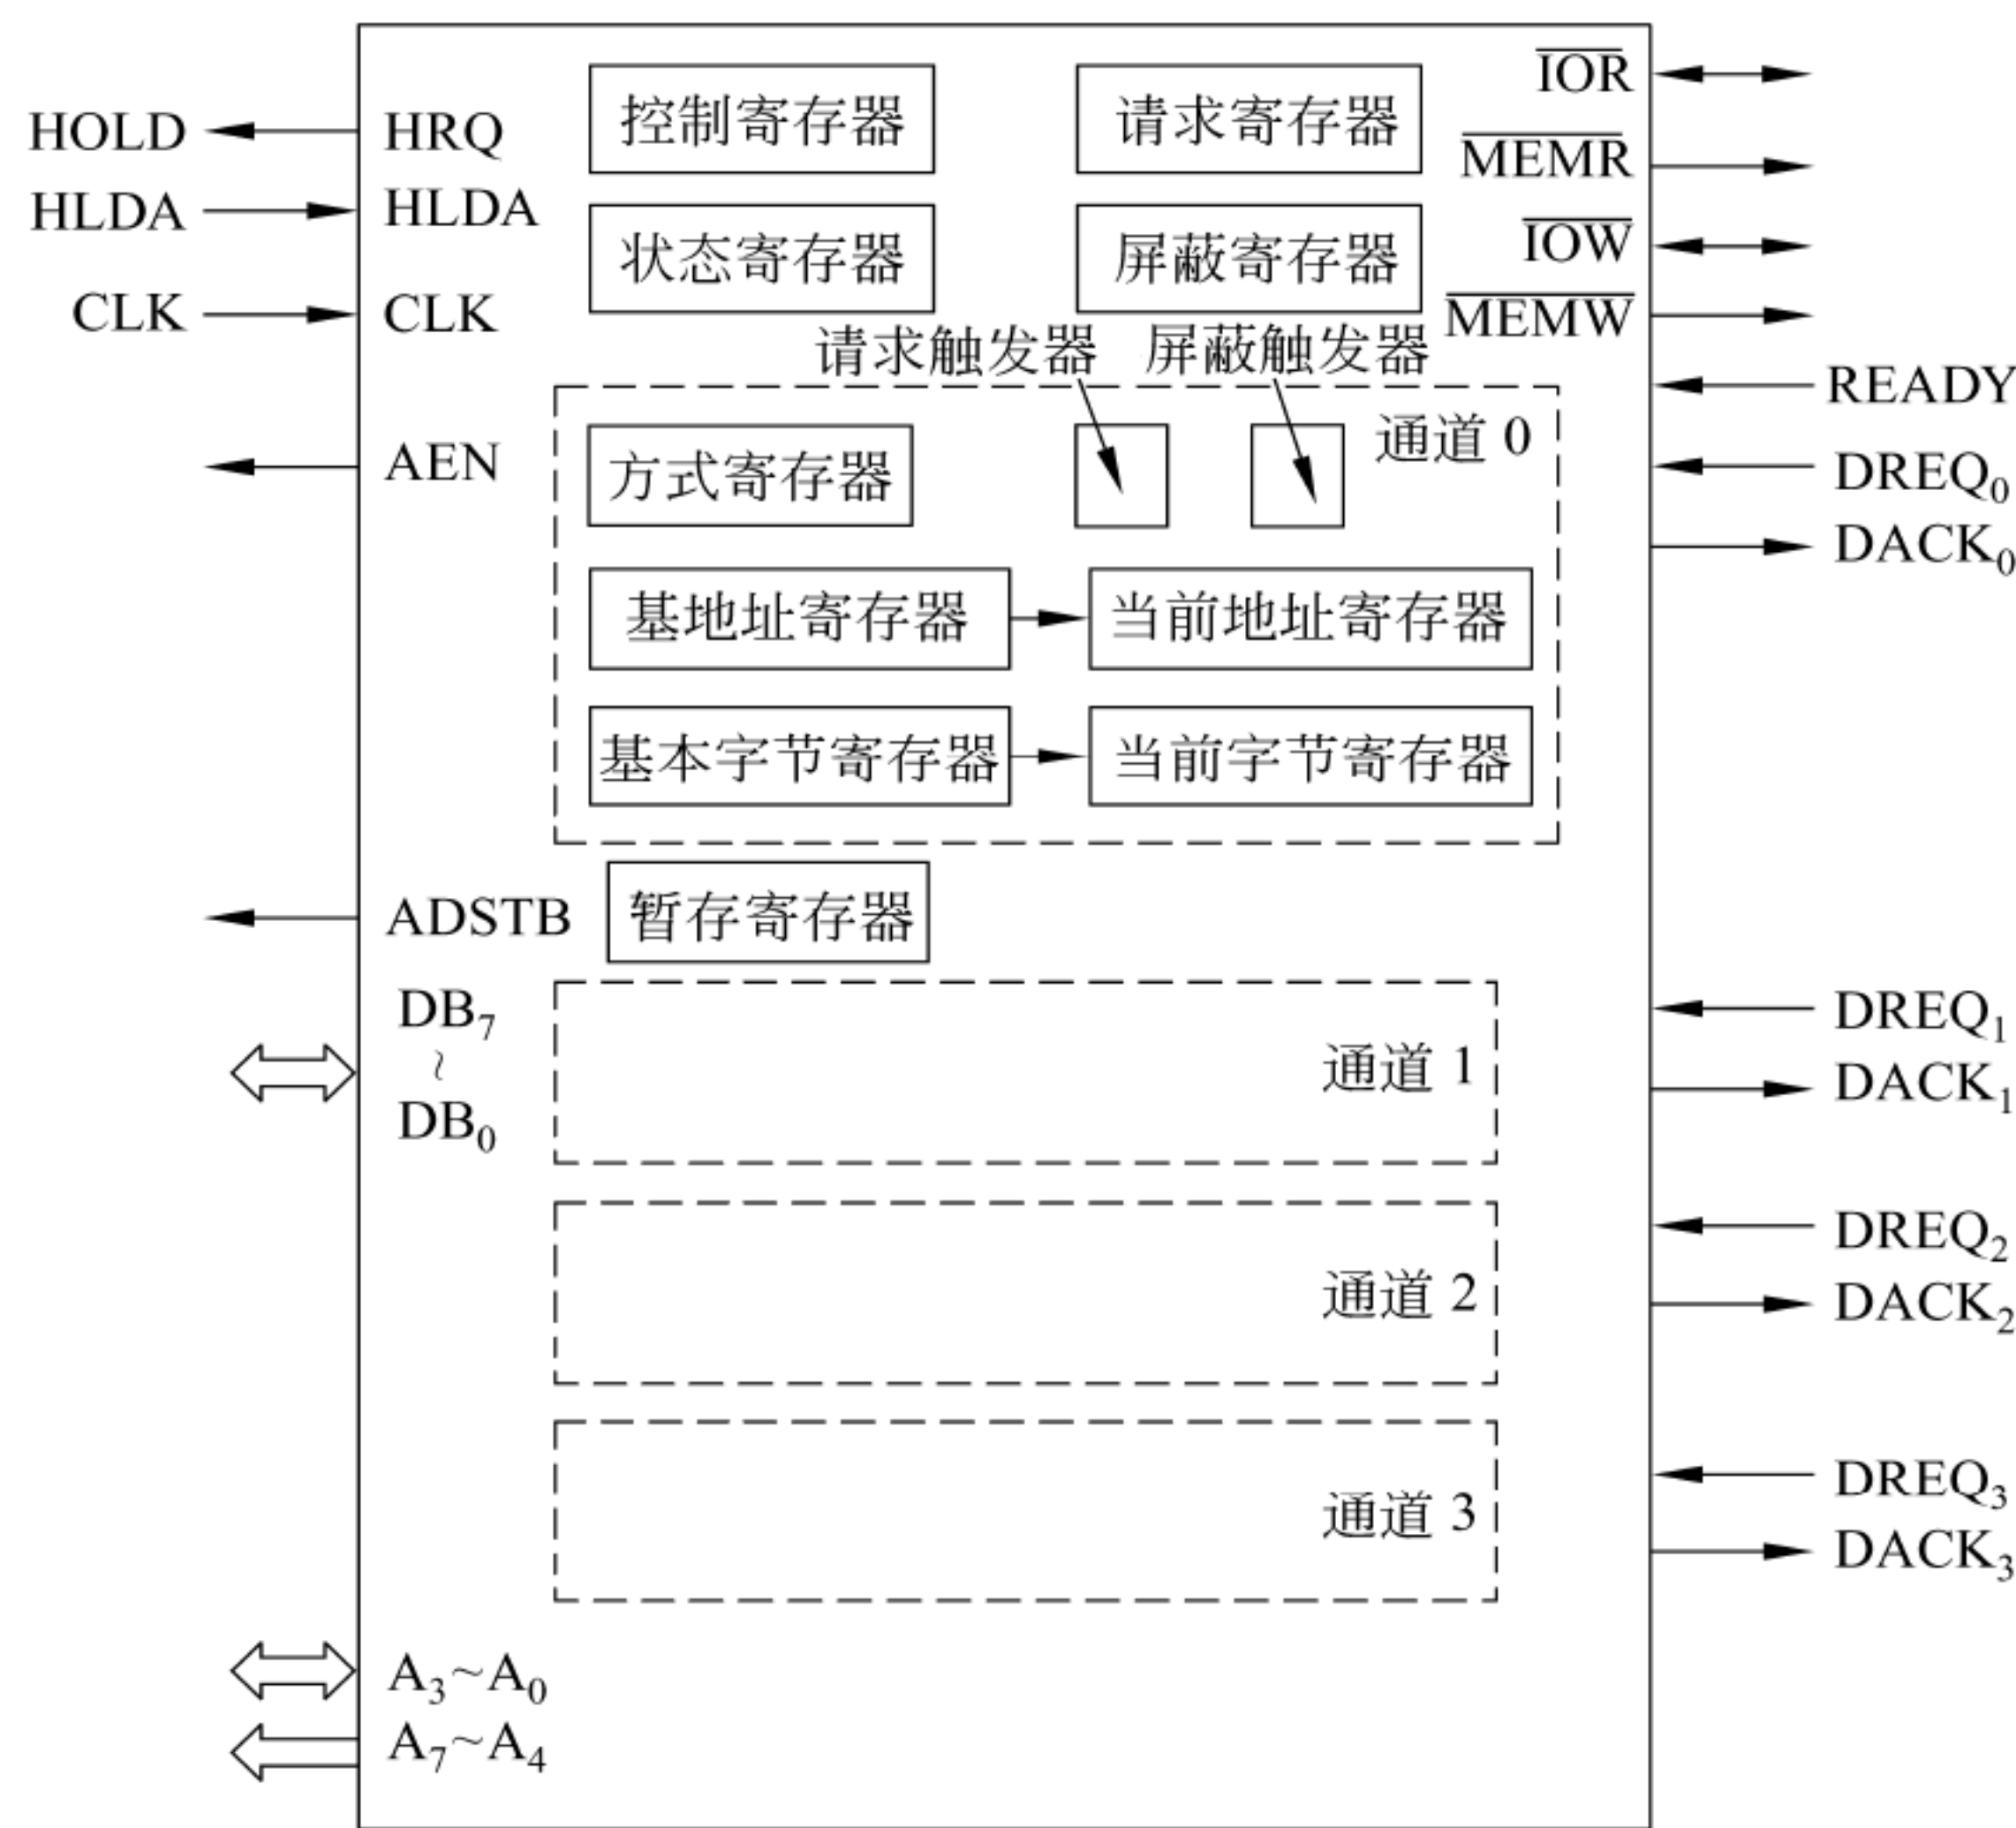 HOLD
HRQ
控制寄存器
请求寄存器
IOR
MEMR
HLDA
HLDA
状态寄存器
屏蔽寄存器
IOW
CLK
CLK
MEMW
请求触发器
屏蔽触发器
READY
AEN
方式寄存器
通道 0
DREQ₀
DACK₀
基地址寄存器
当前地址寄存器
基本字节寄存器
当前字节寄存器
ADSTB
暂存寄存器
DB₇
~
DB₀
通道 1
DREQ₁
DACK₁
通道 2
DREQ₂
DACK₂
通道 3
DREQ₃
DACK₃
A₃~A₀
A₇~A₄